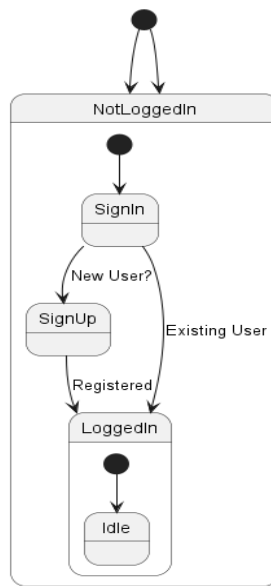 NotLoggedIn
SignIn
New User?
SignUp
Existing User
Registered
LoggedIn
Idle